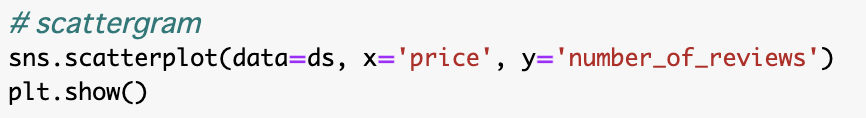 # scattergram
sns.scatterplot(data=ds, x='price', y='number_of_reviews')
plt.show()